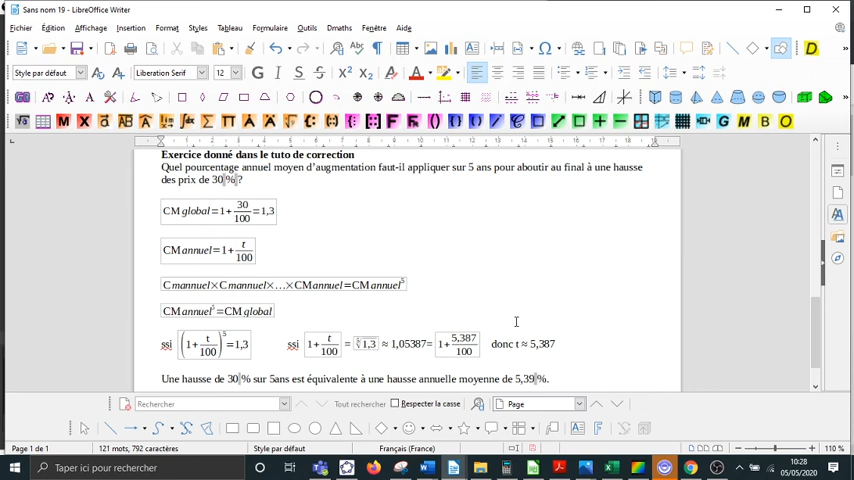 Sans nom 19 - LibreOffice Writer
Fichier Édition Affichage Insertion Format Styles Tableau Formulaire Outils Dmaths Fenêtre Aide
Style par défaut Liberation Serif 12 G I S S
Exercice donné dans le tuto de correction
Quel pourcentage annuel moyen d’augmentation faut-il appliquer sur 5 ans pour aboutir au final à une hausse
des prix de 30 % ?
CM global=1+30/100=1,3
CM annuel=1+t/100
C mannuel×C mannuel×…×CM annuel=CM annuel⁵
CM annuel⁵=CM global
ssi (1+t/100)⁵=1,3 ssi 1+t/100 = ⁵√1,3 ≈ 1,05387= 1+5,387/100 donc t ≈ 5,387
Une hausse de 30 % sur 5ans est équivalente à une hausse annuelle moyenne de 5,39 %.
Rechercher Tout rechercher Respecter la casse Page
Page 1 de 1 121 mots, 792 caractères Style par défaut Français (France) 110 %
Taper ici pour rechercher 10:28
05/05/2020